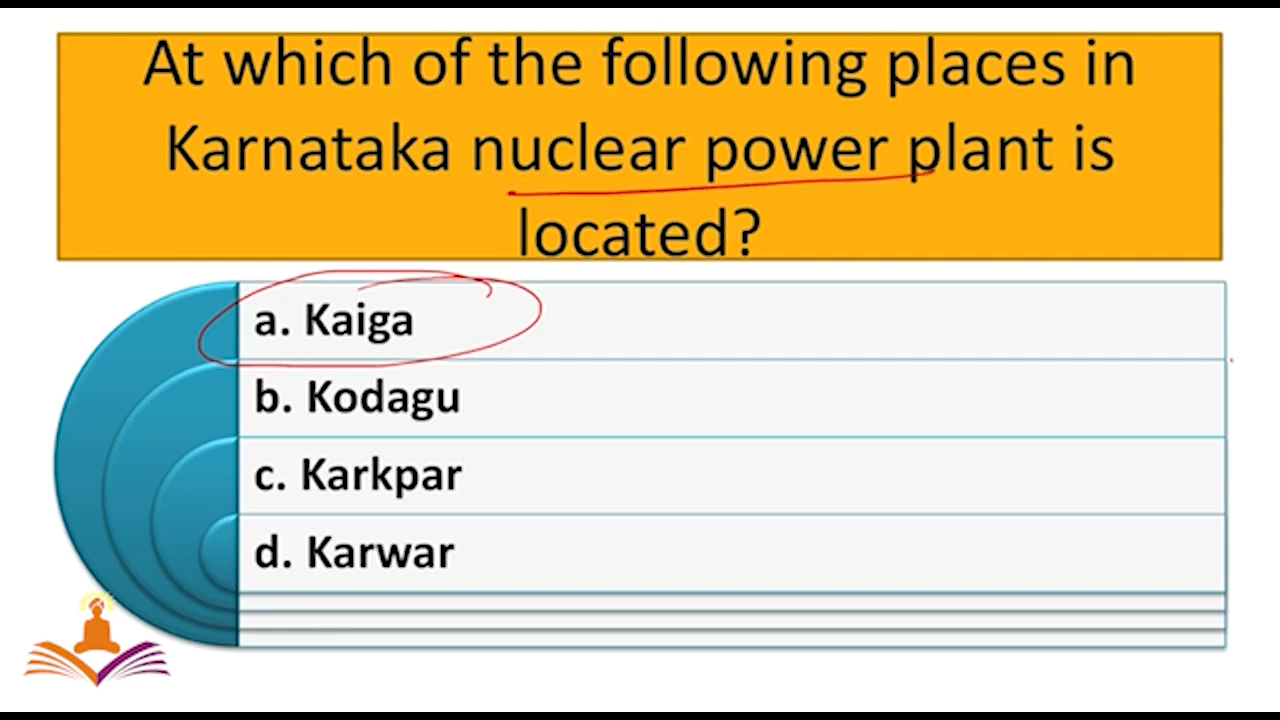 At which of the following places in
Karnataka nuclear power plant is
located?
a. Kaiga
b. Kodagu
c. Karkpar
d. Karwar